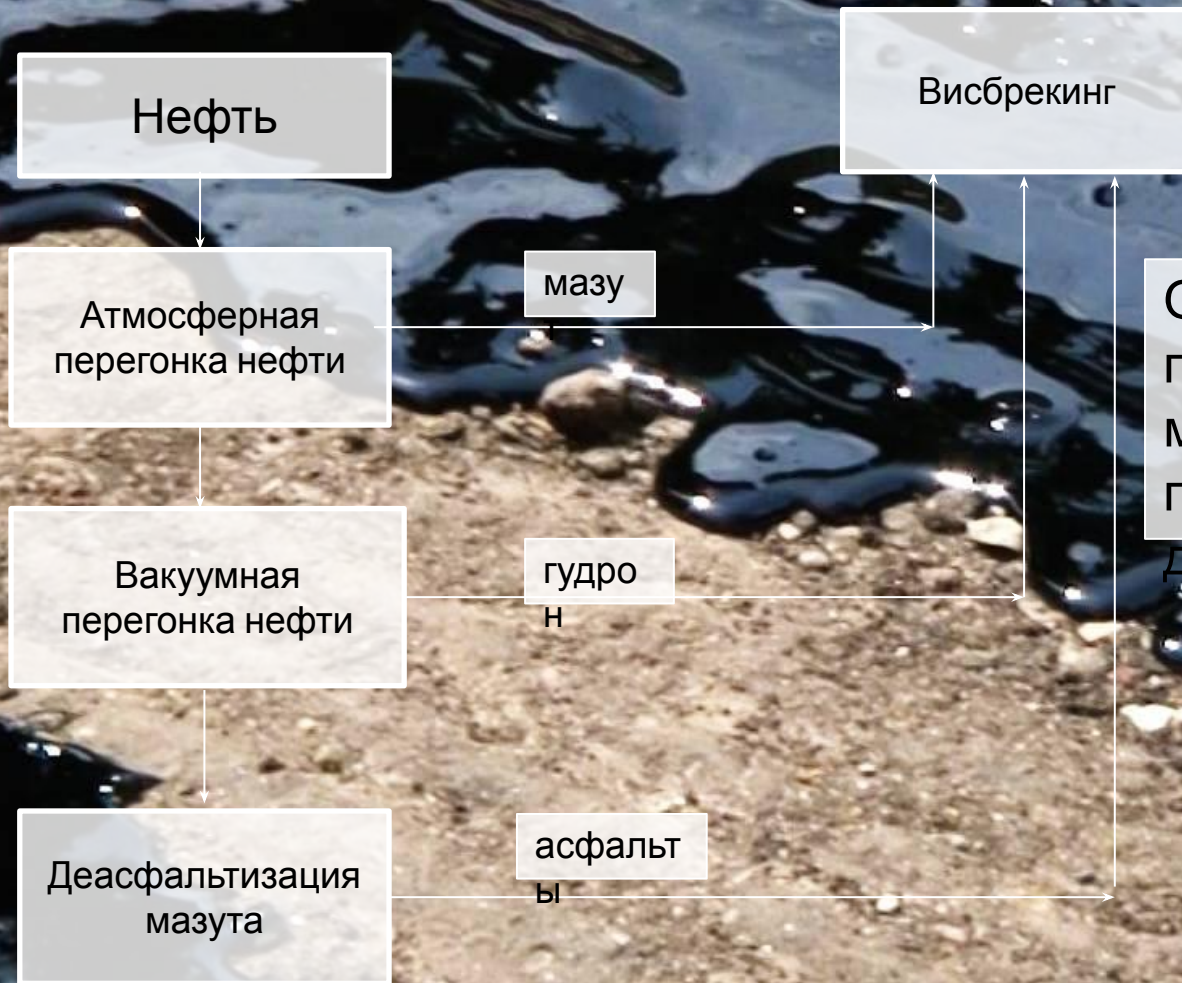 Нефть
Висбрекинг
Атмосферная
перегонка нефти
мазу
Вакуумная
перегонка нефти
гудро
н
Деасфальтизация
мазута
асфальт
ы